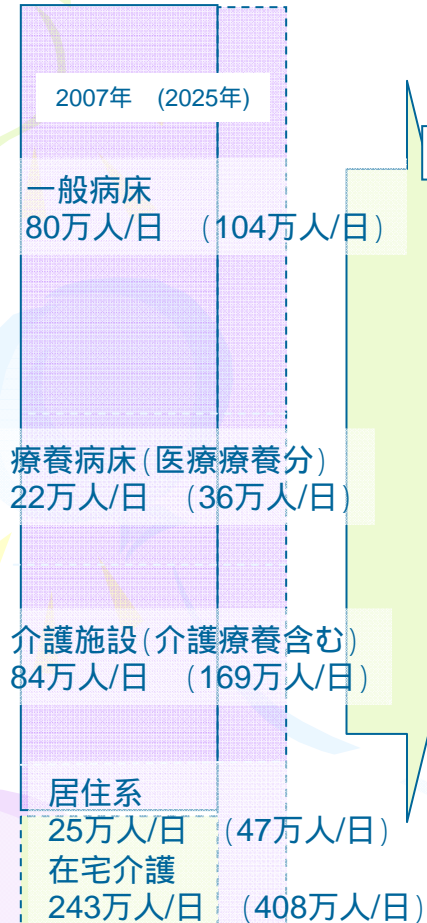 2007年 (2025年)
一般病床
80万人/日 (104万人/日)
療養病床(医療療養分)
22万人/日 (36万人/日)
介護施設(介護療養含む)
84万人/日 (169万人/日)
居住系
25万人/日 (47万人/日)
在宅介護
243万人/日 (408万人/日)